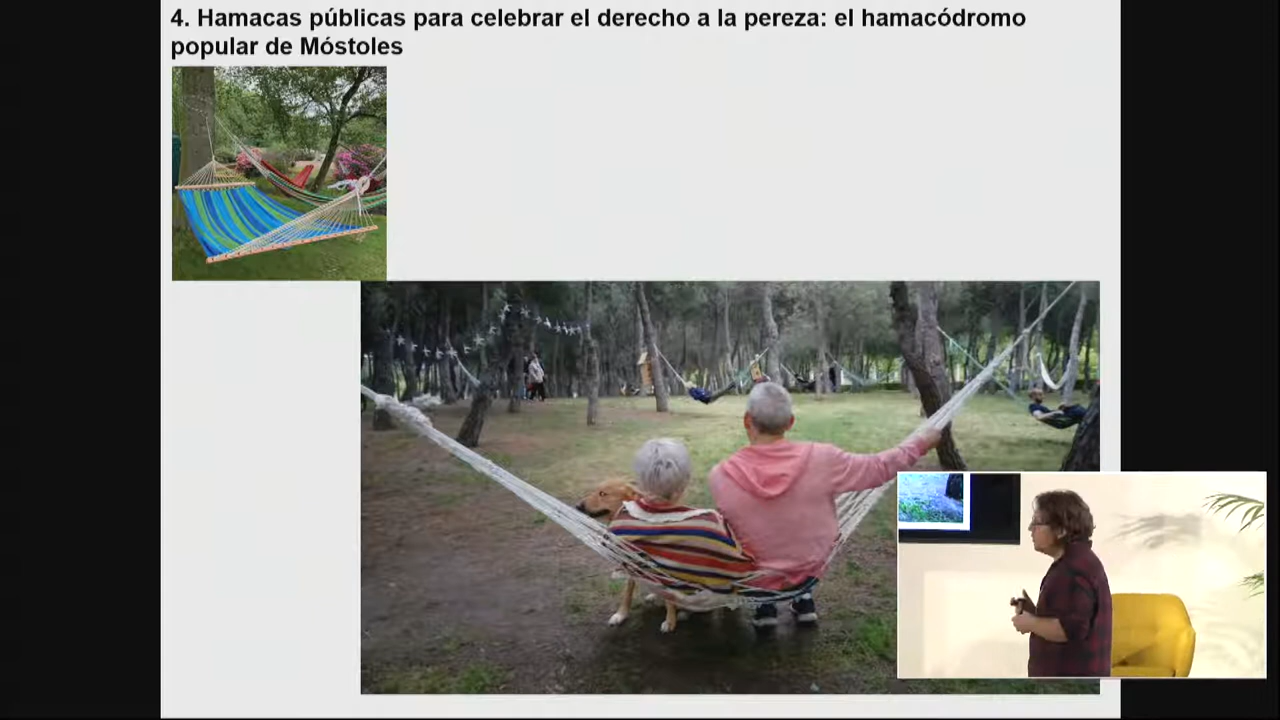 4. Hamacas públicas para celebrar el derecho a la pereza: el hamacódromo
popular de Móstoles